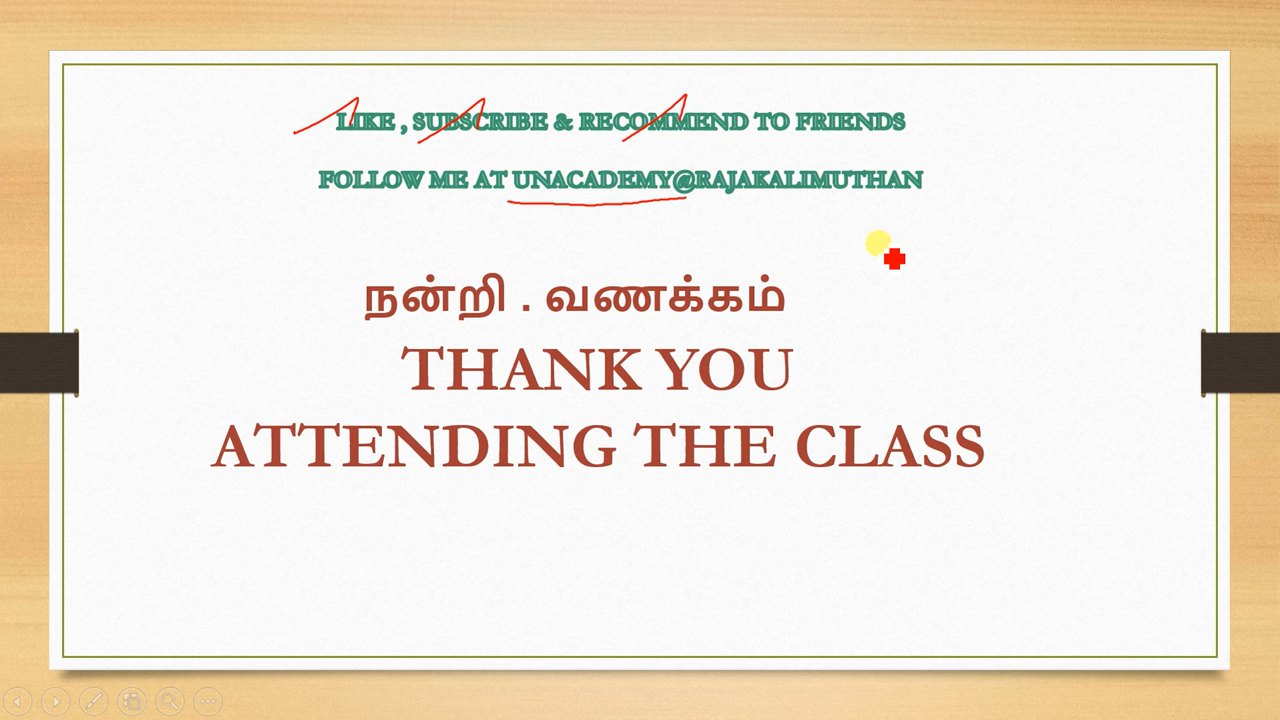 LIKE , SUBSCRIBE & RECOMMEND TO FRIENDS
FOLLOW ME AT UNACADEMY@RAJAKALIMUTHAN
நன்றி . வணக்கம்
THANK YOU
ATTENDING THE CLASS